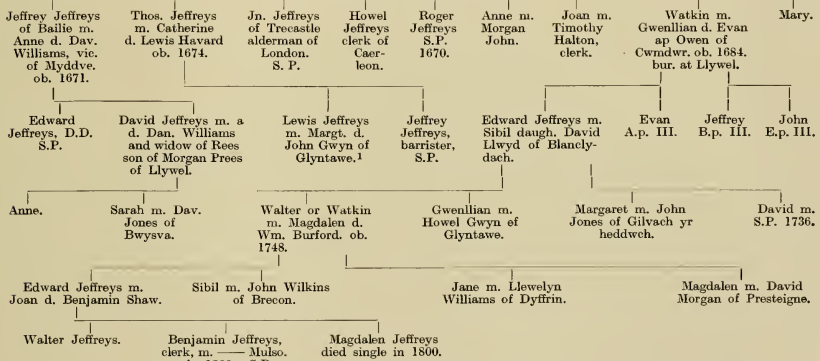 Jeffrey Jeffreys
of Bailie m.
Anne d. Dav.
Williams, vic.
of Myddve.
ob. 1671.
Thos. Jeffreys
m. Catherine
d. Lewis Havard
ob. 1674.
Jn. Jeffreys
of Trecastle
alderman of
London.
S. P.
Howel
Jeffreys
clerk of
Caer-
leon.
Roger
Jeffreys
S.P.
1670.
Anne m.
Morgan
John.
Joan m.
Timothy
Halton,
clerk.
Watkin m.
Gwenllian d. Evan
ap Owen of
Cwmdwr. ob. 1684.
bur. at Llywel.
Mary.
Edward
Jeffreys, D.D.
S.P.
David Jeffreys m. a
d. Dan. Williams
and widow of Rees
son of Morgan Prees
of Llywel.
Lewis Jeffreys
m. Margt. d.
John Gwyn of
Glyntawe.¹
Jeffrey
Jeffreys,
barrister,
S.P.
Edward Jeffreys m.
Sibil daugh. David
Llwyd of Blancly-
dach.
Evan
A.p. III.
Jeffrey
B.p. III.
John
E.p. III.
Anne.
Sarah m. Dav.
Jones of
Bwysva.
Walter or Watkin
m. Magdalen d.
Wm. Burford. ob.
1748.
Gwenllian m.
Howel Gwyn of
Glyntawe.
Margaret m. John
Jones of Gilvach yr
heddwch.
David m.
S.P. 1736.
Edward Jeffreys m.
Joan d. Benjamin Shaw.
Sibil m. John Wilkins
of Brecon.
Jane m. Llewelyn
Williams of Dyffrin.
Magdalen m. David
Morgan of Presteigne.
Walter Jeffreys.
Benjamin Jeffreys,
clerk, m. —— Mulso.
Magdalen Jeffreys
died single in 1800.